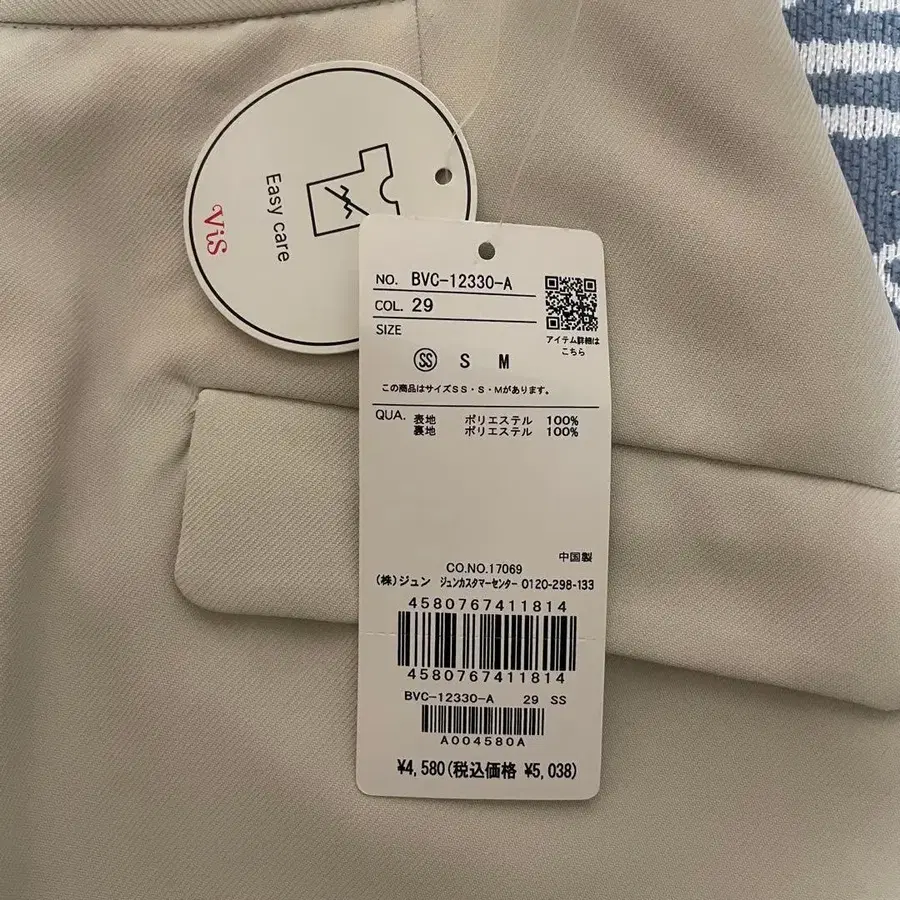 Easy care
ViS
NO. BVC-12330-A
COL. 29
SIZE
アイテム詳細は
こちら
SS S M
この商品はサイズSS・S・Mがあります。
QUA. 表地 ポリエステル 100%
裏地 ポリエステル 100%
中国製
CO.NO.17069
(株)ジュン ジュンカスタマーセンター 0120-298-133
4580767411814
4580767411814
BVC-12330-A 29 SS
A004580A
¥4,580(税込価格 ¥5,038)